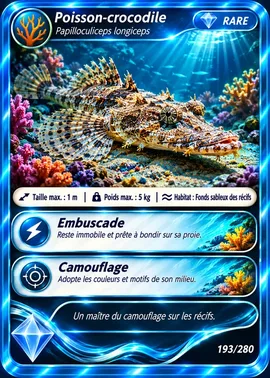 Poisson-crocodile
Papilloculiceps longiceps
RARE
Taille max. : 1 m | Poids max. : 5 kg | Habitat : Fonds sableux des récifs
Embuscade
Reste immobile et prête à bondir sur sa proie.
Camouflage
Adopte les couleurs et motifs de son milieu.
Un maître du camouflage sur les récifs.
193/280